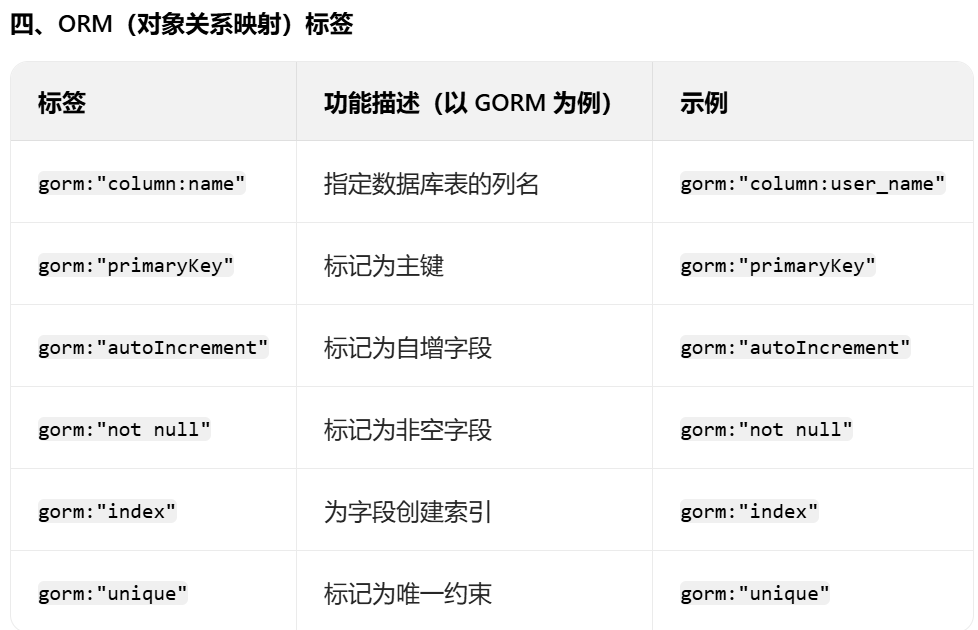 四、ORM（对象关系映射）标签
标签 功能描述（以 GORM 为例） 示例
gorm:"column:name" 指定数据库表的列名 gorm:"column:user_name"
gorm:"primaryKey" 标记为主键 gorm:"primaryKey"
gorm:"autoIncrement" 标记为自增字段 gorm:"autoIncrement"
gorm:"not null" 标记为非空字段 gorm:"not null"
gorm:"index" 为字段创建索引 gorm:"index"
gorm:"unique" 标记为唯一约束 gorm:"unique"